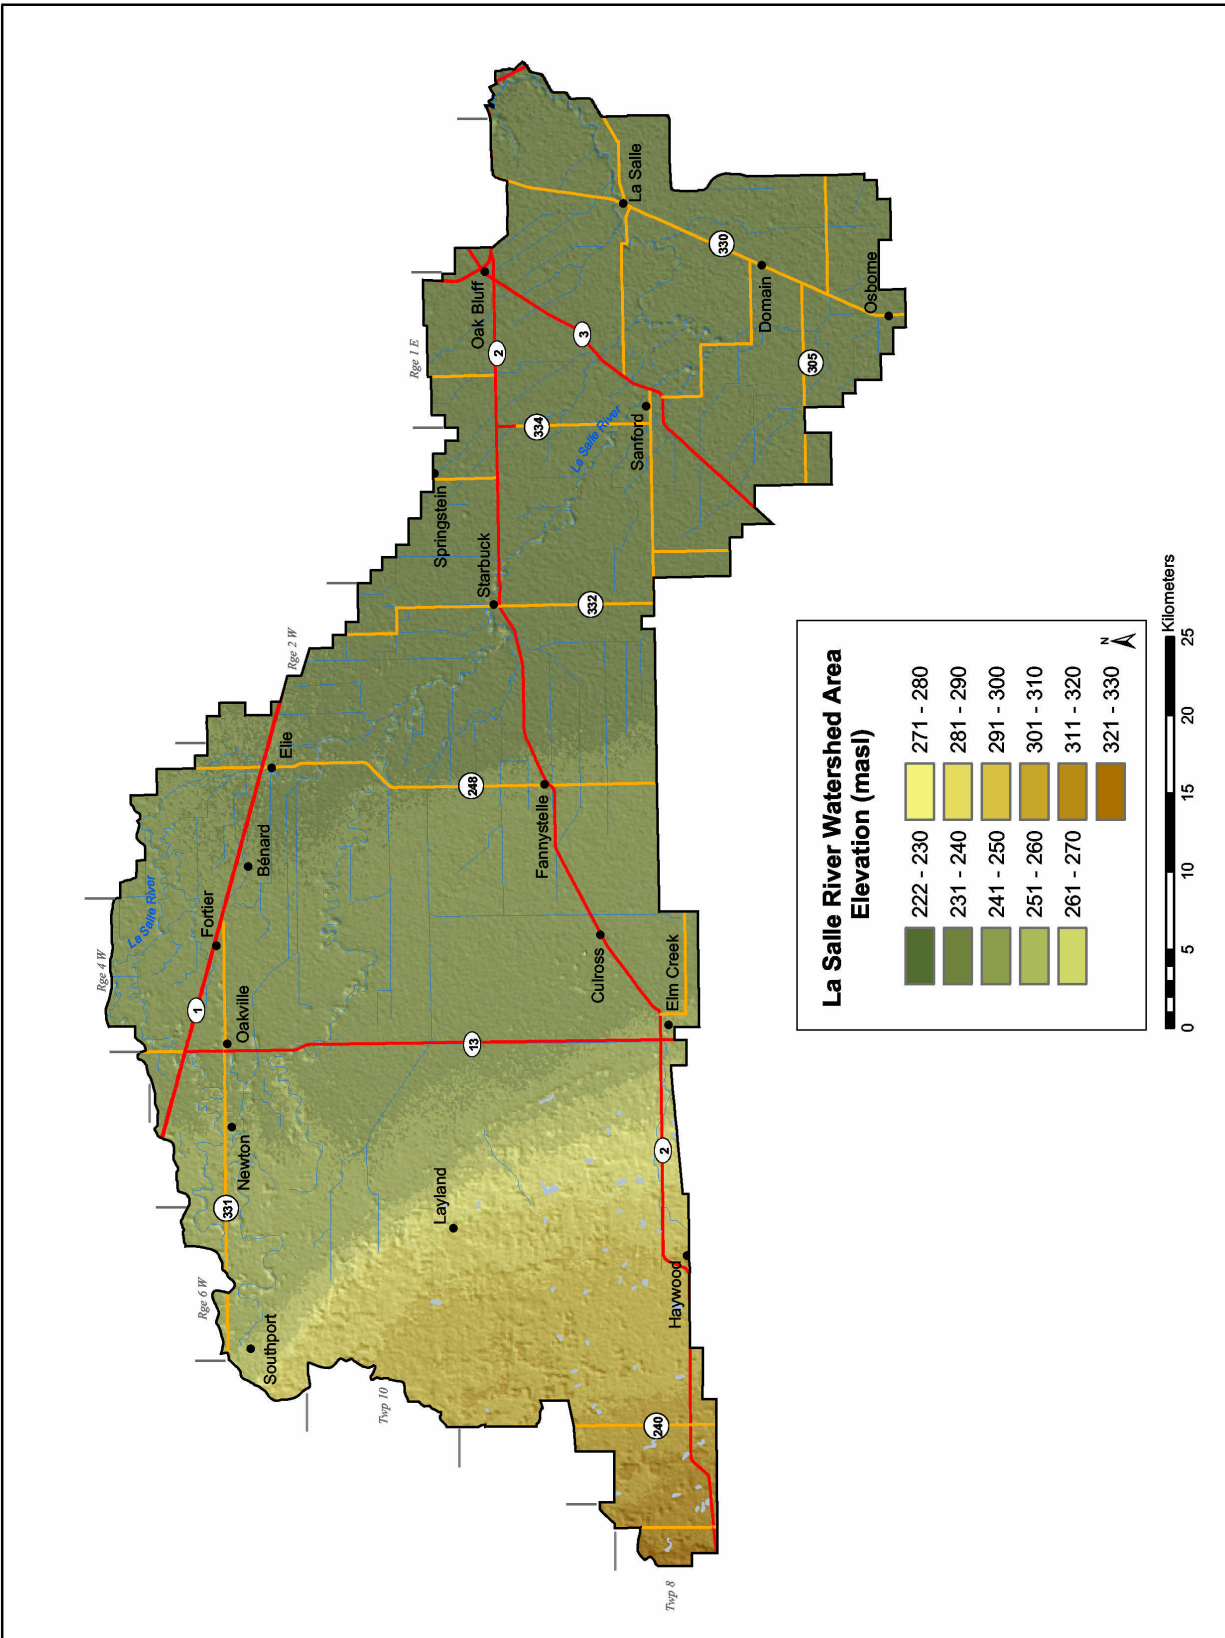 Rge 6 W
Rge 4 W
Rge 2 W
Rge 1 E
Twp 10
Twp 8
Southport
331
Newton
Oakville
1
Fortier
La Salle River
Bénard
Elie
Layland
13
248
Haywood
240
2
Elm Creek
Culross
Fannystelle
Starbuck
332
Springstein
334
La Salle River
Sanford
2
Oak Bluff
3
La Salle
330
Domain
305
Osborne
La Salle River Watershed Area
Elevation (masl)
222 - 230
271 - 280
231 - 240
281 - 290
241 - 250
291 - 300
251 - 260
301 - 310
261 - 270
311 - 320
321 - 330
N
0
5
10
15
20
25
Kilometers